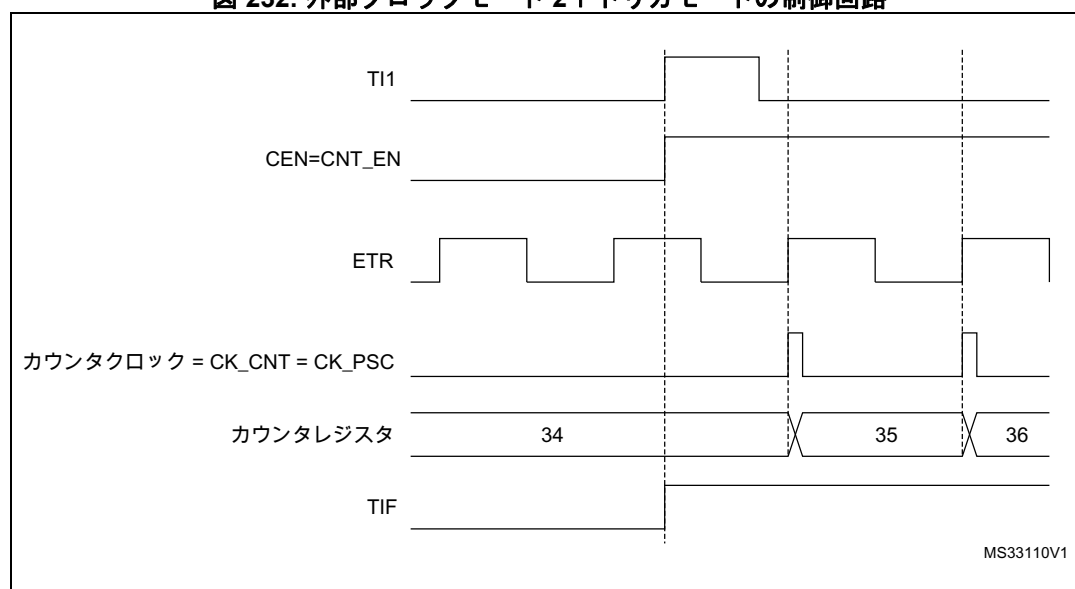 図 232. 外部クロックモード 2 + トリガモードの制御回路
TI1
CEN=CNT_EN
ETR
カウンタクロック = CK_CNT = CK_PSC
カウンタレジスタ
34
35
36
TIF
MS33110V1